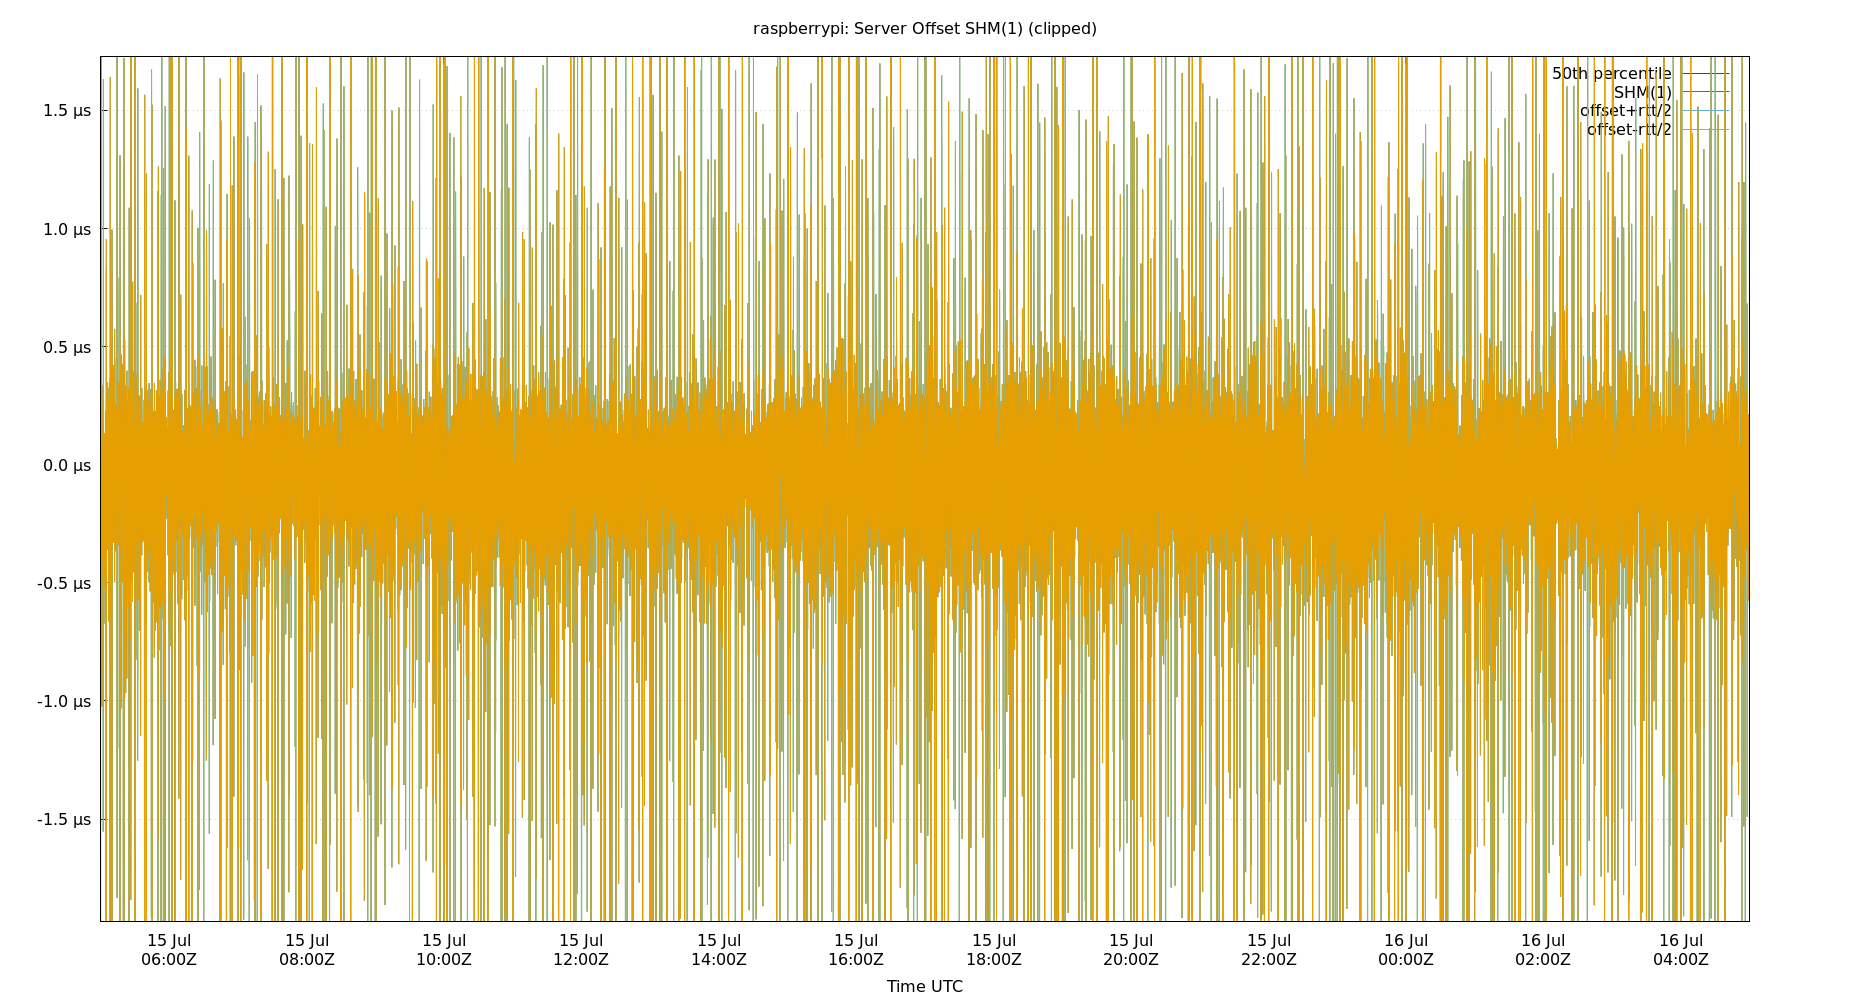 raspberrypi: Server Offset SHM(1) (clipped)
50th percentile
SHM(1)
offset+rtt/2
offset-rtt/2
1.5 µs
1.0 µs
0.5 µs
0.0 µs
-0.5 µs
-1.0 µs
-1.5 µs
15 Jul 15 Jul 15 Jul 15 Jul 15 Jul 15 Jul 15 Jul 15 Jul 15 Jul 16 Jul 16 Jul 16 Jul
06:00Z 08:00Z 10:00Z 12:00Z 14:00Z 16:00Z 18:00Z 20:00Z 22:00Z 00:00Z 02:00Z 04:00Z
Time UTC